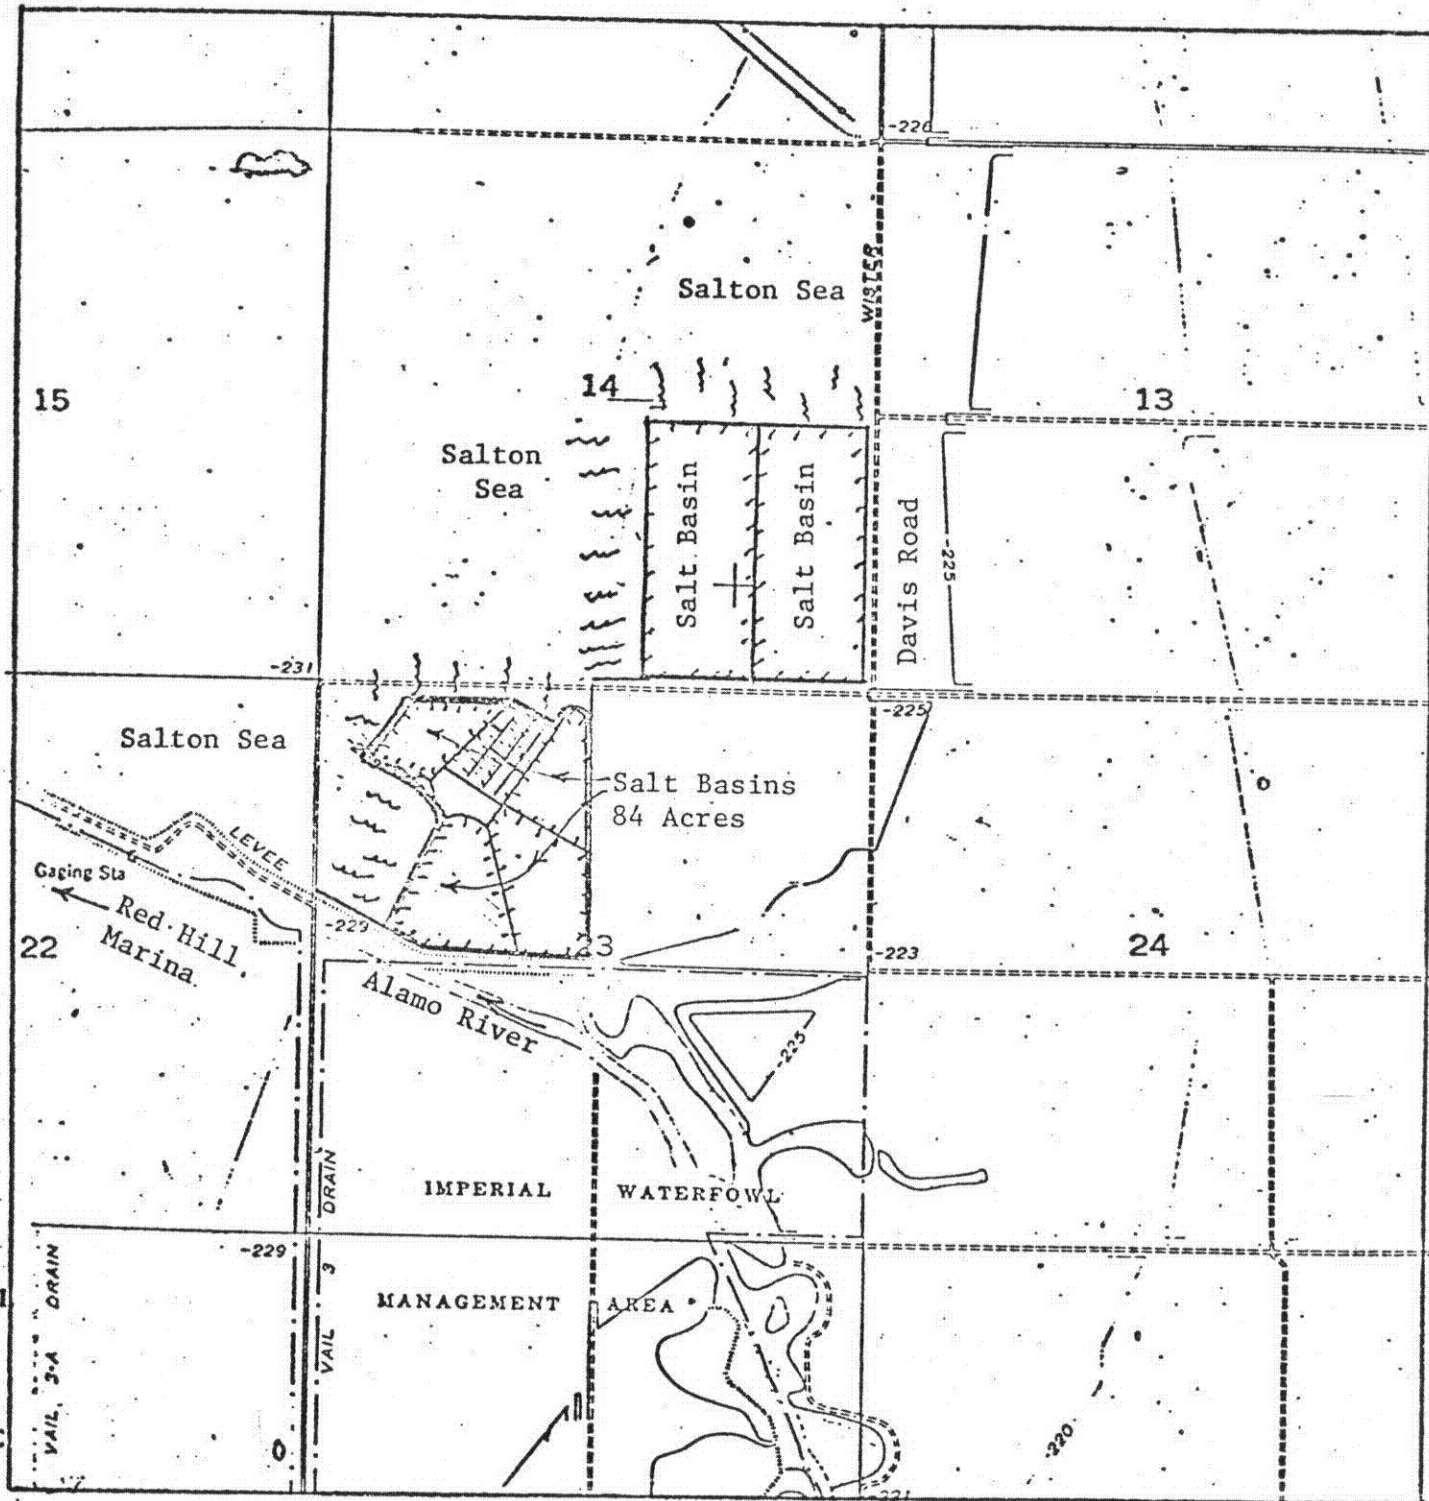 -226
WISTER
Salton Sea
15
14
13
Salton
Sea
Salt Basin
Salt Basin
Davis Road
-225
-231
-225
Salton Sea
Salt Basins
84 Acres
LEVEE
Gaging Sta
Red Hill
Marina
-229
22
23
-223
24
Alamo River
-225
DRAIN
IMPERIAL WATERFOWL
-229
VAIL 3
MANAGEMENT AREA
VAIL 3-A DRAIN
-220
-221